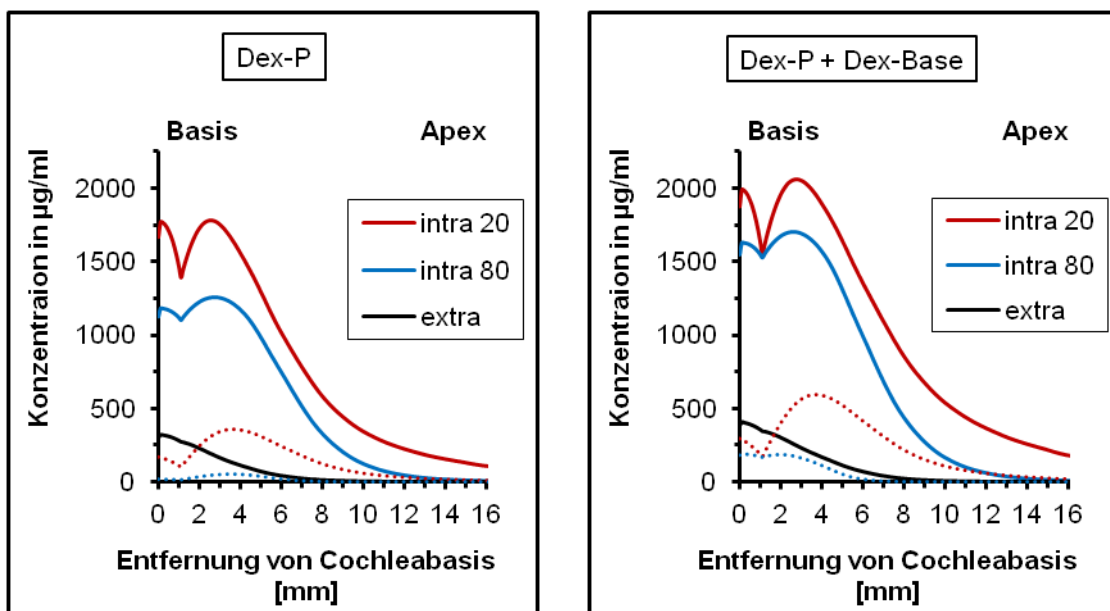 Dex-P
Basis Apex
Konzentraion in µg/ml
2000
1500
1000
500
0
intra 20
intra 80
extra
0 2 4 6 8 10 12 14 16
Entfernung von Cochleabasis
[mm]
Dex-P + Dex-Base
Basis Apex
Konzentraion in µg/ml
2000
1500
1000
500
0
intra 20
intra 80
extra
0 2 4 6 8 10 12 14 16
Entfernung von Cochleabasis
[mm]